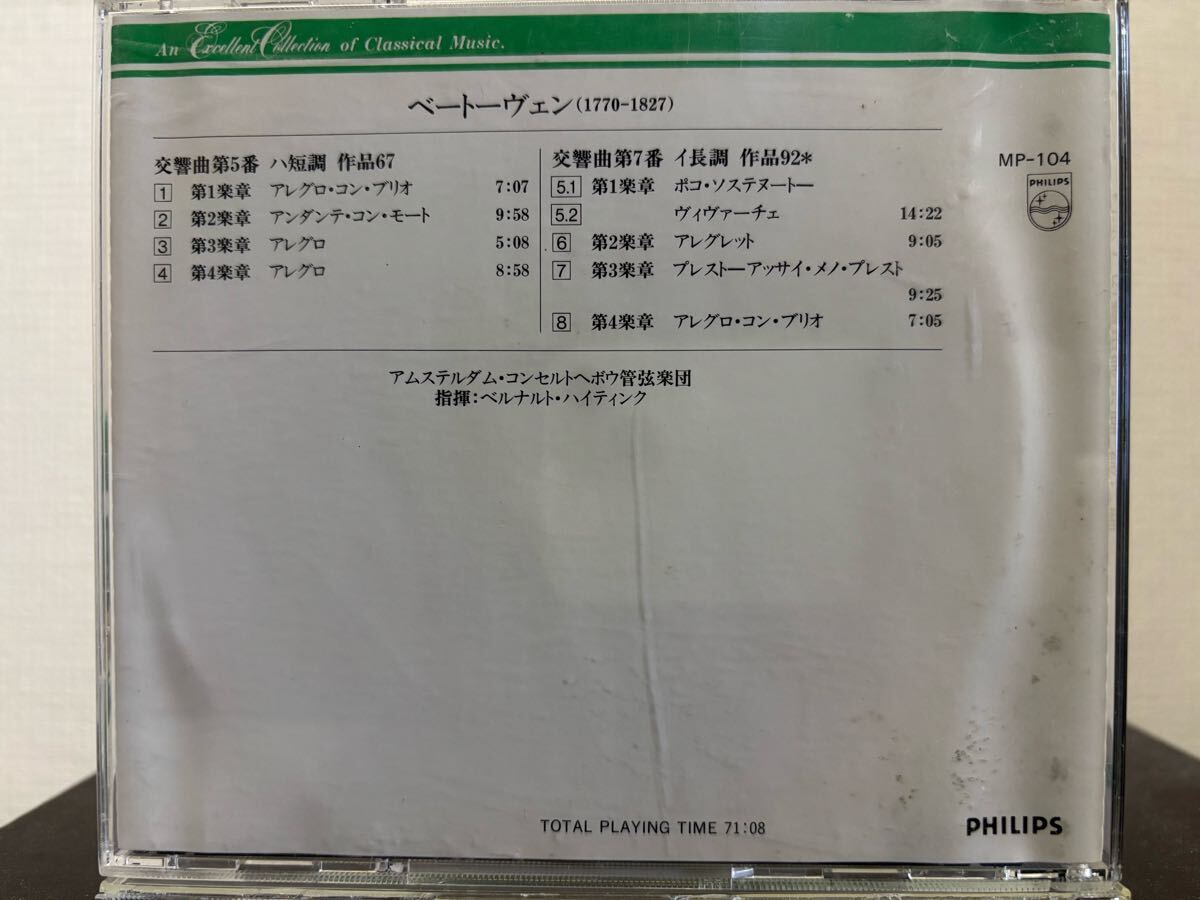 An Excellent Collection of Classical Music.
ベートーヴェン(1770-1827)
交響曲第5番 ハ短調 作品67
1 第1楽章 アレグロ・コン・ブリオ 7:07
2 第2楽章 アンダンテ・コン・モート 9:58
3 第3楽章 アレグロ 5:08
4 第4楽章 アレグロ 8:58
交響曲第7番 イ長調 作品92*
5.1 第1楽章 ポコ・ソステヌートー
5.2 ヴィヴァーチェ 14:22
6 第2楽章 アレグレット 9:05
7 第3楽章 プレストーアッサイ・メノ・プレスト
9:25
8 第4楽章 アレグロ・コン・ブリオ 7:05
MP-104
PHILIPS
アムステルダム・コンセルトヘボウ管弦楽団
指揮:ベルナルト・ハイティンク
TOTAL PLAYING TIME 71:08
PHILIPS